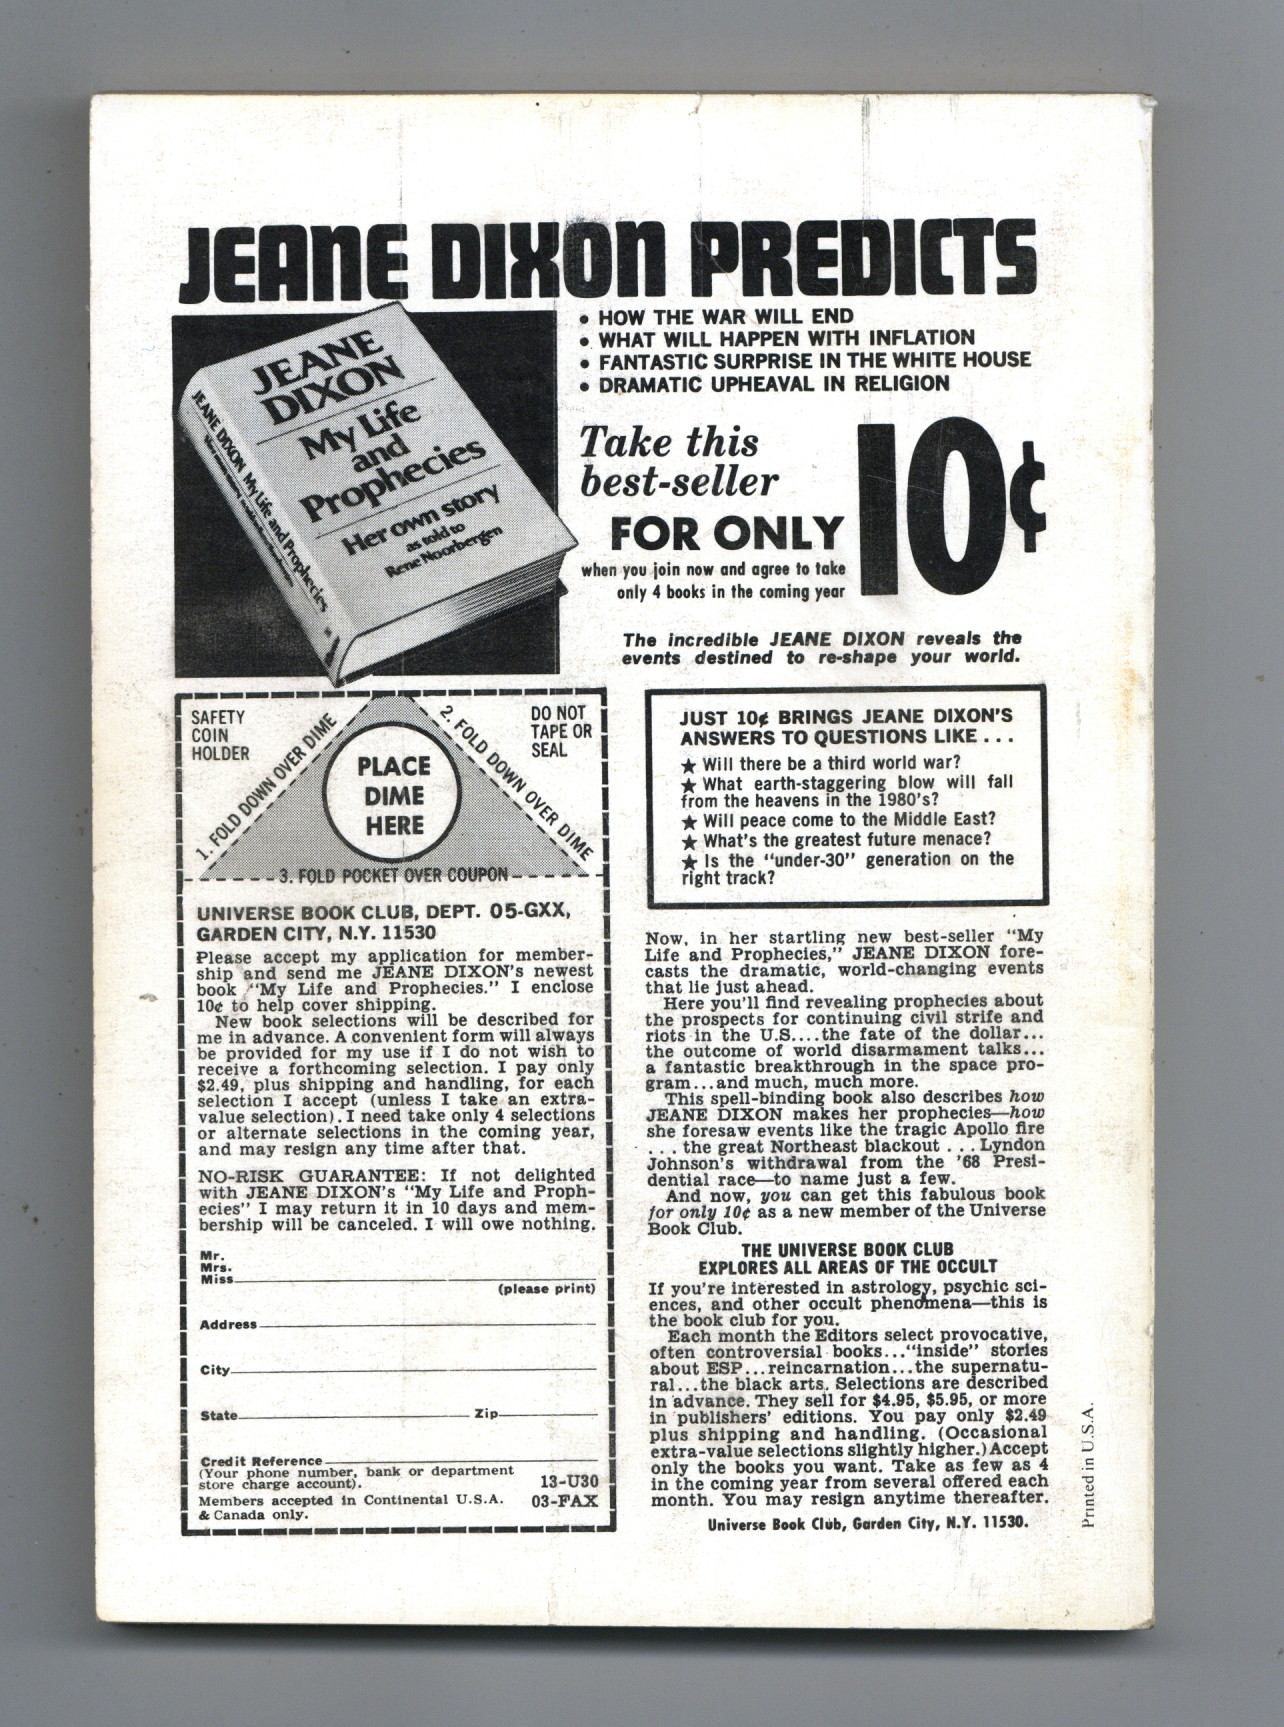 JEANE DIXON PREDICTS
JEANE
DIXON
My Life
and
Prophecies
Her own story
as told to
Rene Noorbergen
JEANE DIXON My Life and Prophecies
• HOW THE WAR WILL END
• WHAT WILL HAPPEN WITH INFLATION
• FANTASTIC SURPRISE IN THE WHITE HOUSE
• DRAMATIC UPHEAVAL IN RELIGION
Take this
best-seller
FOR ONLY
10¢
when you join now and agree to take
only 4 books in the coming year
The incredible JEANE DIXON reveals the
events destined to re-shape your world.
SAFETY
COIN
HOLDER
1. FOLD DOWN OVER DIME
PLACE
DIME
HERE
2. FOLD DOWN OVER DIME
DO NOT
TAPE OR
SEAL
3. FOLD POCKET OVER COUPON
UNIVERSE BOOK CLUB, DEPT. 05-GXX,
GARDEN CITY, N.Y. 11530
Please accept my application for member-
ship and send me JEANE DIXON's newest
book "My Life and Prophecies." I enclose
10¢ to help cover shipping.
New book selections will be described for
me in advance. A convenient form will always
be provided for my use if I do not wish to
receive a forthcoming selection. I pay only
$2.49, plus shipping and handling, for each
selection I accept (unless I take an extra-
value selection). I need take only 4 selections
or alternate selections in the coming year,
and may resign any time after that.
NO-RISK GUARANTEE: If not delighted
with JEANE DIXON's "My Life and Proph-
ecies" I may return it in 10 days and mem-
bership will be canceled. I will owe nothing.
Mr.
Mrs.
Miss
(please print)
Address
City
State Zip
Credit Reference
(Your phone number, bank or department
store charge account). 13-U30
Members accepted in Continental U.S.A. 03-FAX
& Canada only.
JUST 10¢ BRINGS JEANE DIXON'S
ANSWERS TO QUESTIONS LIKE . . .
★ Will there be a third world war?
★ What earth-staggering blow will fall
from the heavens in the 1980's?
★ Will peace come to the Middle East?
★ What's the greatest future menace?
★ Is the "under-30" generation on the
right track?
Now, in her startling new best-seller "My
Life and Prophecies," JEANE DIXON fore-
casts the dramatic, world-changing events
that lie just ahead.
Here you'll find revealing prophecies about
the prospects for continuing civil strife and
riots in the U.S....the fate of the dollar...
the outcome of world disarmament talks...
a fantastic breakthrough in the space pro-
gram...and much, much more.
This spell-binding book also describes how
JEANE DIXON makes her prophecies—how
she foresaw events like the tragic Apollo fire
. . . the great Northeast blackout . . . Lyndon
Johnson's withdrawal from the '68 Presi-
dential race—to name just a few.
And now, you can get this fabulous book
for only 10¢ as a new member of the Universe
Book Club.
THE UNIVERSE BOOK CLUB
EXPLORES ALL AREAS OF THE OCCULT
If you're interested in astrology, psychic sci-
ences, and other occult phenomena—this is
the book club for you.
Each month the Editors select provocative,
often controversial books..."inside" stories
about ESP...reincarnation...the supernatu-
ral...the black arts. Selections are described
in advance. They sell for $4.95, $5.95, or more
in publishers' editions. You pay only $2.49
plus shipping and handling. (Occasional
extra-value selections slightly higher.) Accept
only the books you want. Take as few as 4
in the coming year from several offered each
month. You may resign anytime thereafter.
Universe Book Club, Garden City, N.Y. 11530.
Printed in U.S.A.